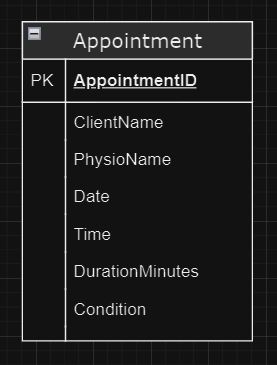 Appointment
PK AppointmentID
ClientName
PhysioName
Date
Time
DurationMinutes
Condition